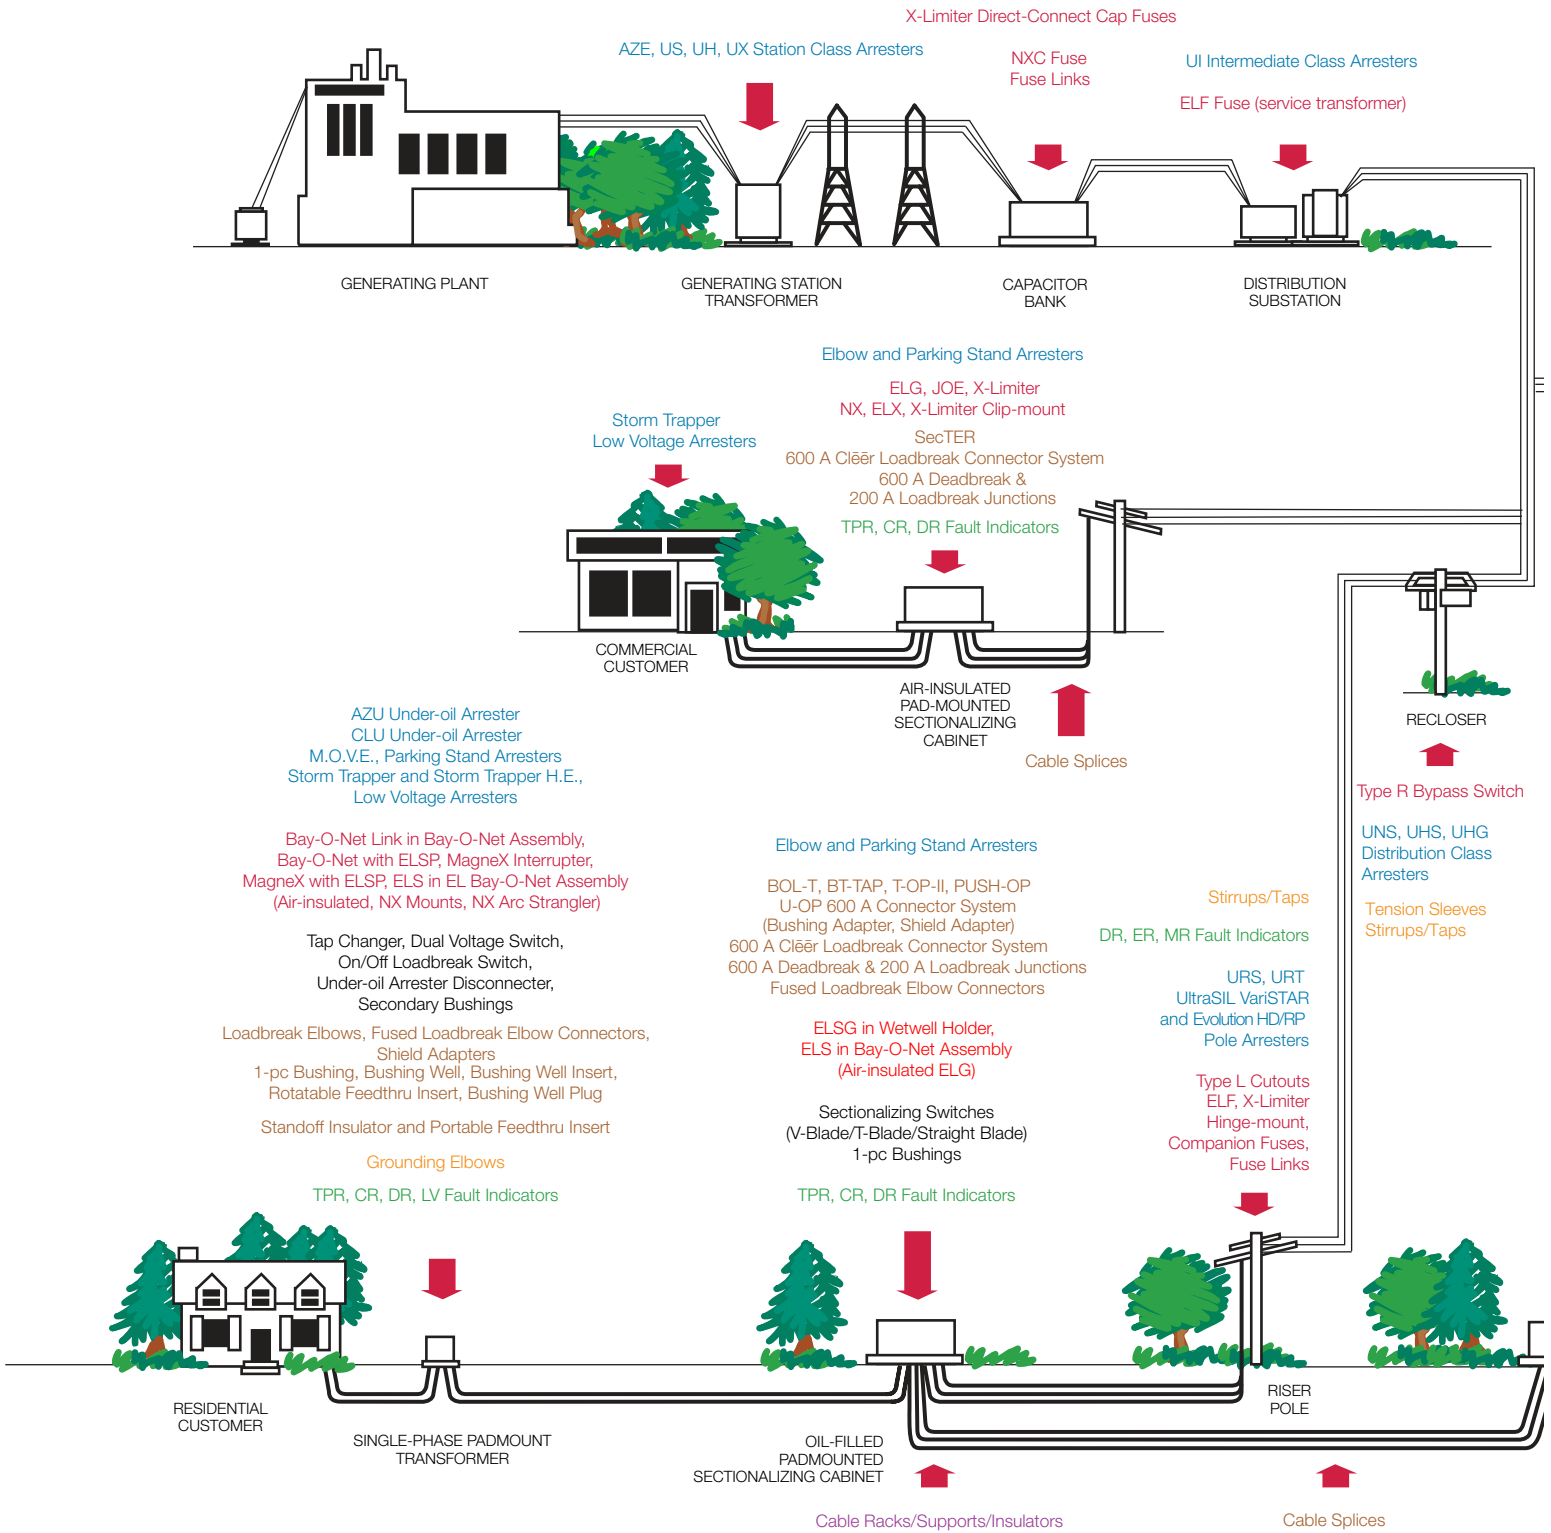 X-Limiter Direct-Connect Cap Fuses
AZE, US, UH, UX Station Class Arresters
NXC Fuse
Fuse Links
UI Intermediate Class Arresters
ELF Fuse (service transformer)
GENERATING PLANT
GENERATING STATION
TRANSFORMER
CAPACITOR
BANK
DISTRIBUTION
SUBSTATION
Elbow and Parking Stand Arresters
ELG, JOE, X-Limiter
NX, ELX, X-Limiter Clip-mount
SecTER
600 A Clēēr Loadbreak Connector System
600 A Deadbreak &
200 A Loadbreak Junctions
TPR, CR, DR Fault Indicators
Storm Trapper
Low Voltage Arresters
COMMERCIAL
CUSTOMER
AIR-INSULATED
PAD-MOUNTED
SECTIONALIZING
CABINET
Cable Splices
RECLOSER
Type R Bypass Switch
UNS, UHS, UHG
Distribution Class
Arresters
Tension Sleeves
Stirrups/Taps
AZU Under-oil Arrester
CLU Under-oil Arrester
M.O.V.E., Parking Stand Arresters
Storm Trapper and Storm Trapper H.E.,
Low Voltage Arresters
Bay-O-Net Link in Bay-O-Net Assembly,
Bay-O-Net with ELSP, MagneX Interrupter,
MagneX with ELSP, ELS in EL Bay-O-Net Assembly
(Air-insulated, NX Mounts, NX Arc Strangler)
Tap Changer, Dual Voltage Switch,
On/Off Loadbreak Switch,
Under-oil Arrester Disconnecter,
Secondary Bushings
Loadbreak Elbows, Fused Loadbreak Elbow Connectors,
Shield Adapters
1-pc Bushing, Bushing Well, Bushing Well Insert,
Rotatable Feedthru Insert, Bushing Well Plug
Standoff Insulator and Portable Feedthru Insert
Grounding Elbows
TPR, CR, DR, LV Fault Indicators
Elbow and Parking Stand Arresters
BOL-T, BT-TAP, T-OP-II, PUSH-OP
U-OP 600 A Connector System
(Bushing Adapter, Shield Adapter)
600 A Clēēr Loadbreak Connector System
600 A Deadbreak & 200 A Loadbreak Junctions
Fused Loadbreak Elbow Connectors
ELSG in Wetwell Holder,
ELS in Bay-O-Net Assembly
(Air-insulated ELG)
Sectionalizing Switches
(V-Blade/T-Blade/Straight Blade)
1-pc Bushings
TPR, CR, DR Fault Indicators
Stirrups/Taps
DR, ER, MR Fault Indicators
URS, URT
UltraSIL VariSTAR
and Evolution HD/RP
Pole Arresters
Type L Cutouts
ELF, X-Limiter
Hinge-mount,
Companion Fuses,
Fuse Links
RESIDENTIAL
CUSTOMER
SINGLE-PHASE PADMOUNT
TRANSFORMER
OIL-FILLED
PADMOUNTED
SECTIONALIZING CABINET
RISER
POLE
Cable Racks/Supports/Insulators
Cable Splices